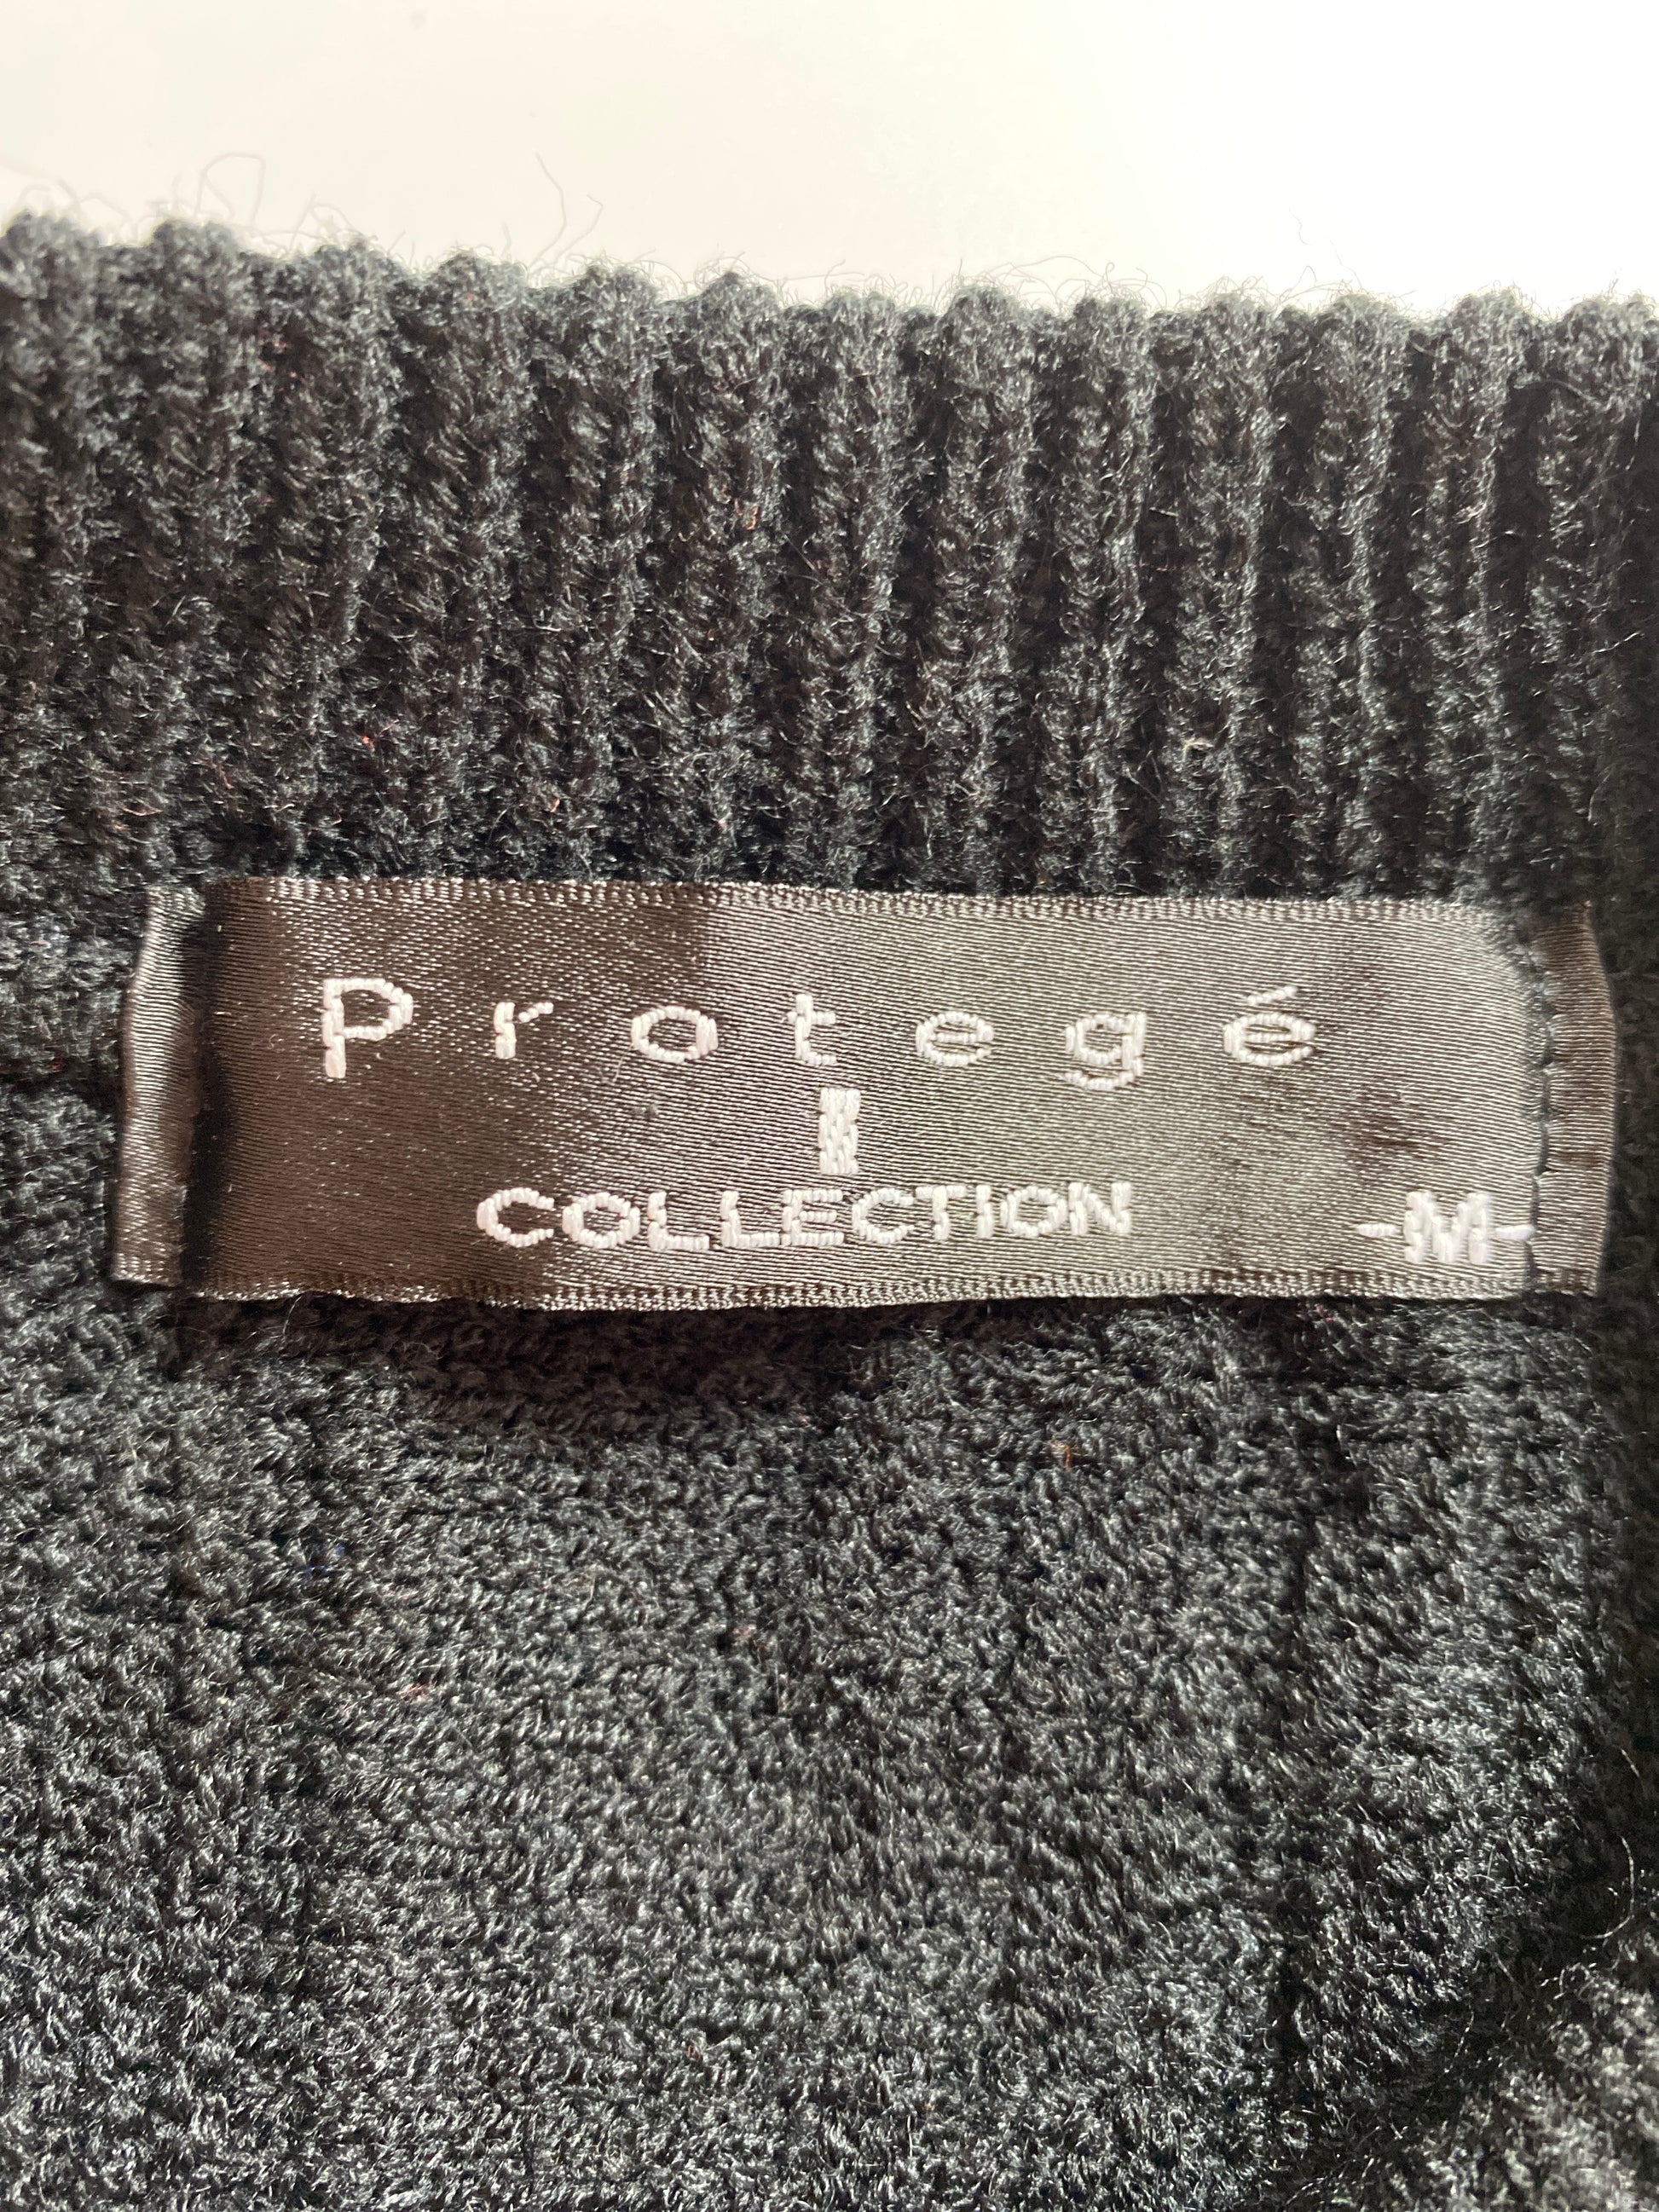 Protegé
COLLECTION
-M-